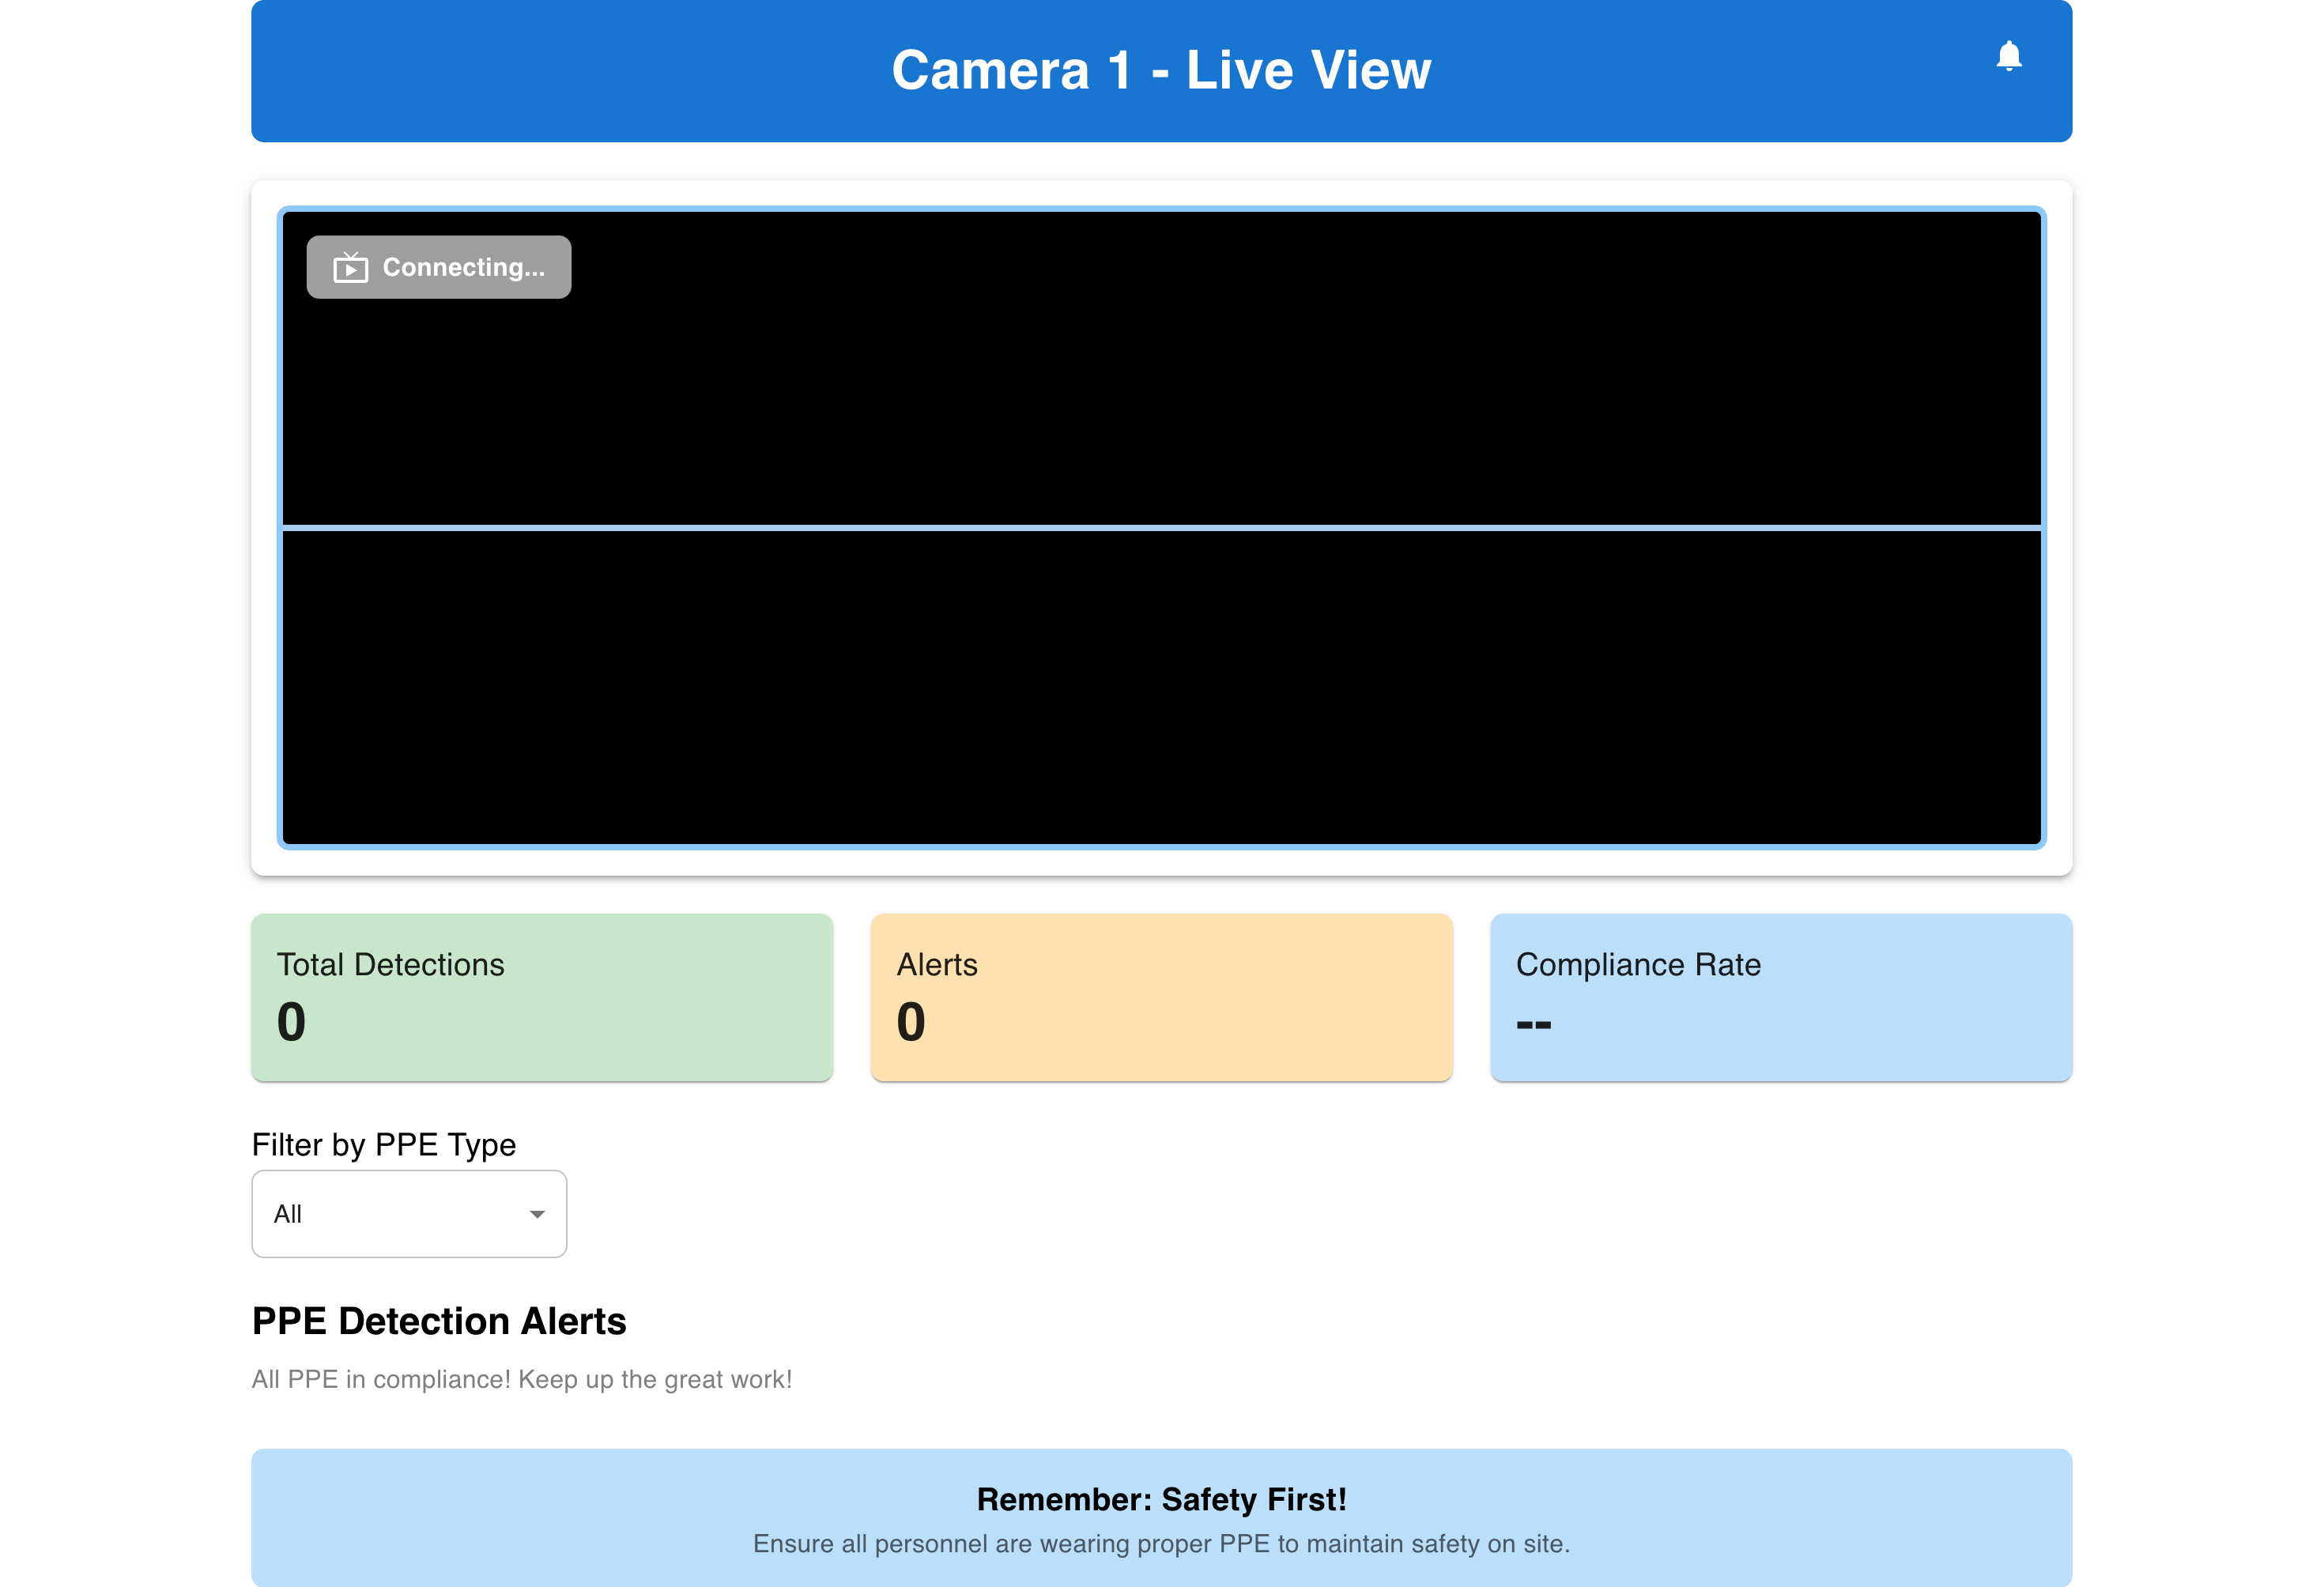 Camera 1 - Live View
Connecting...
Total Detections
0
Alerts
0
Compliance Rate
--
Filter by PPE Type
All
PPE Detection Alerts
All PPE in compliance! Keep up the great work!
Remember: Safety First!
Ensure all personnel are wearing proper PPE to maintain safety on site.